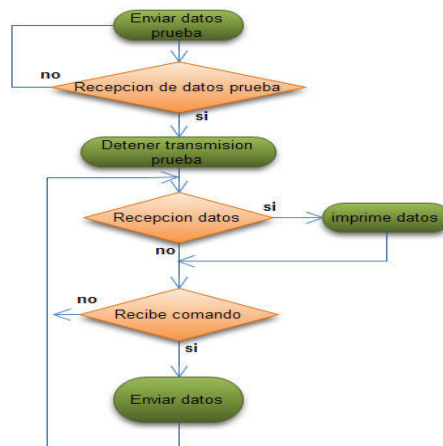 Enviar datos
prueba
no
Recepcion de datos prueba
si
Detener transmision
prueba
Recepcion datos
si
imprime datos
no
no
Recibe comando
si
Enviar datos